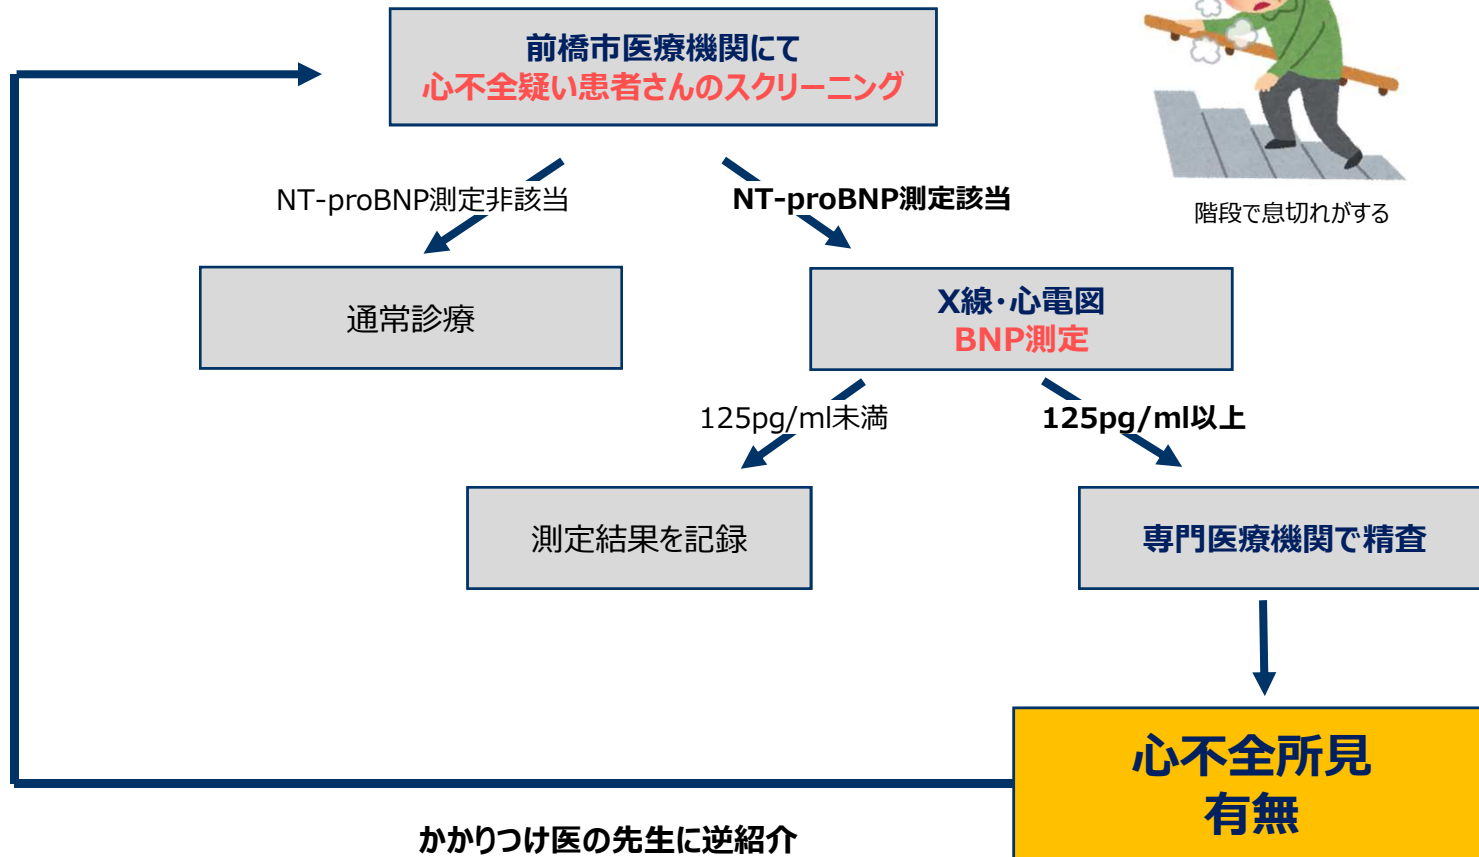 前橋市医療機関にて
心不全疑い患者さんのスクリーニング
NT-proBNP測定非該当
NT-proBNP測定該当
階段で息切れがする
通常診療
X線・心電図
BNP測定
125pg/ml未満
125pg/ml以上
測定結果を記録
専門医療機関で精査
心不全所見
有無
かかりつけ医の先生に逆紹介